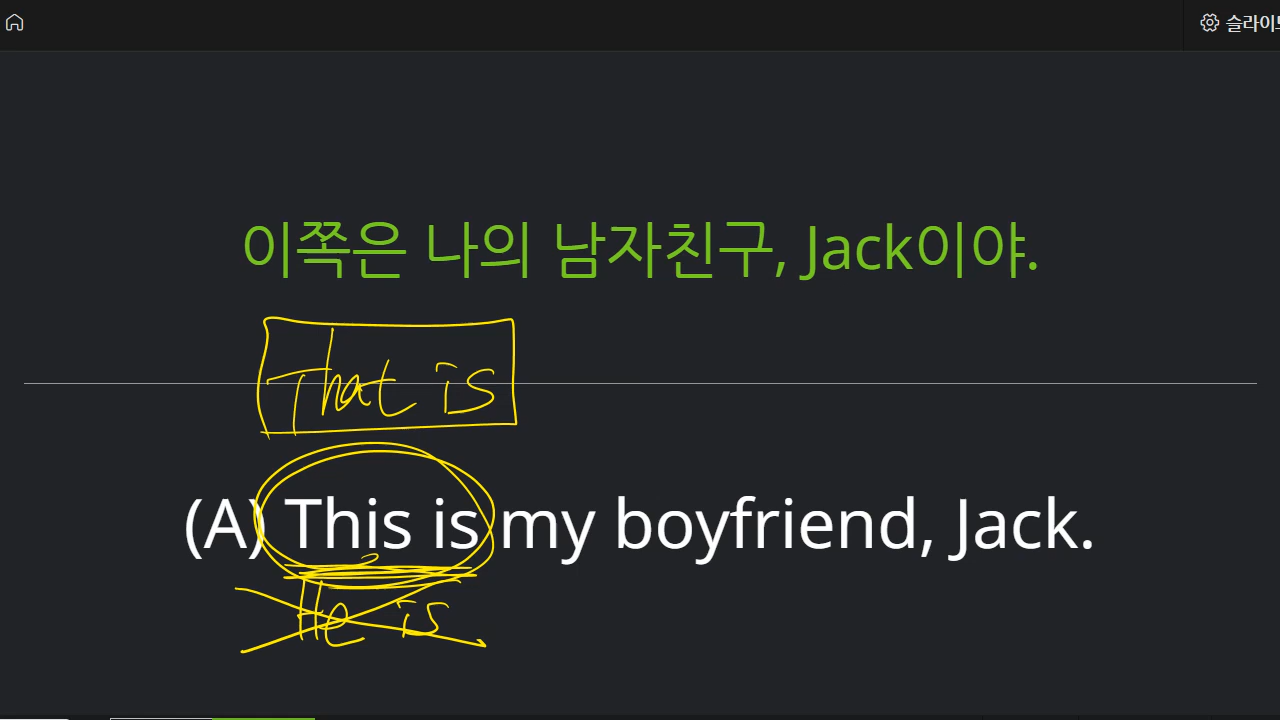 슬라이드
이쪽은 나의 남자친구, Jack이야.
That is
(A) This is my boyfriend, Jack.
He is